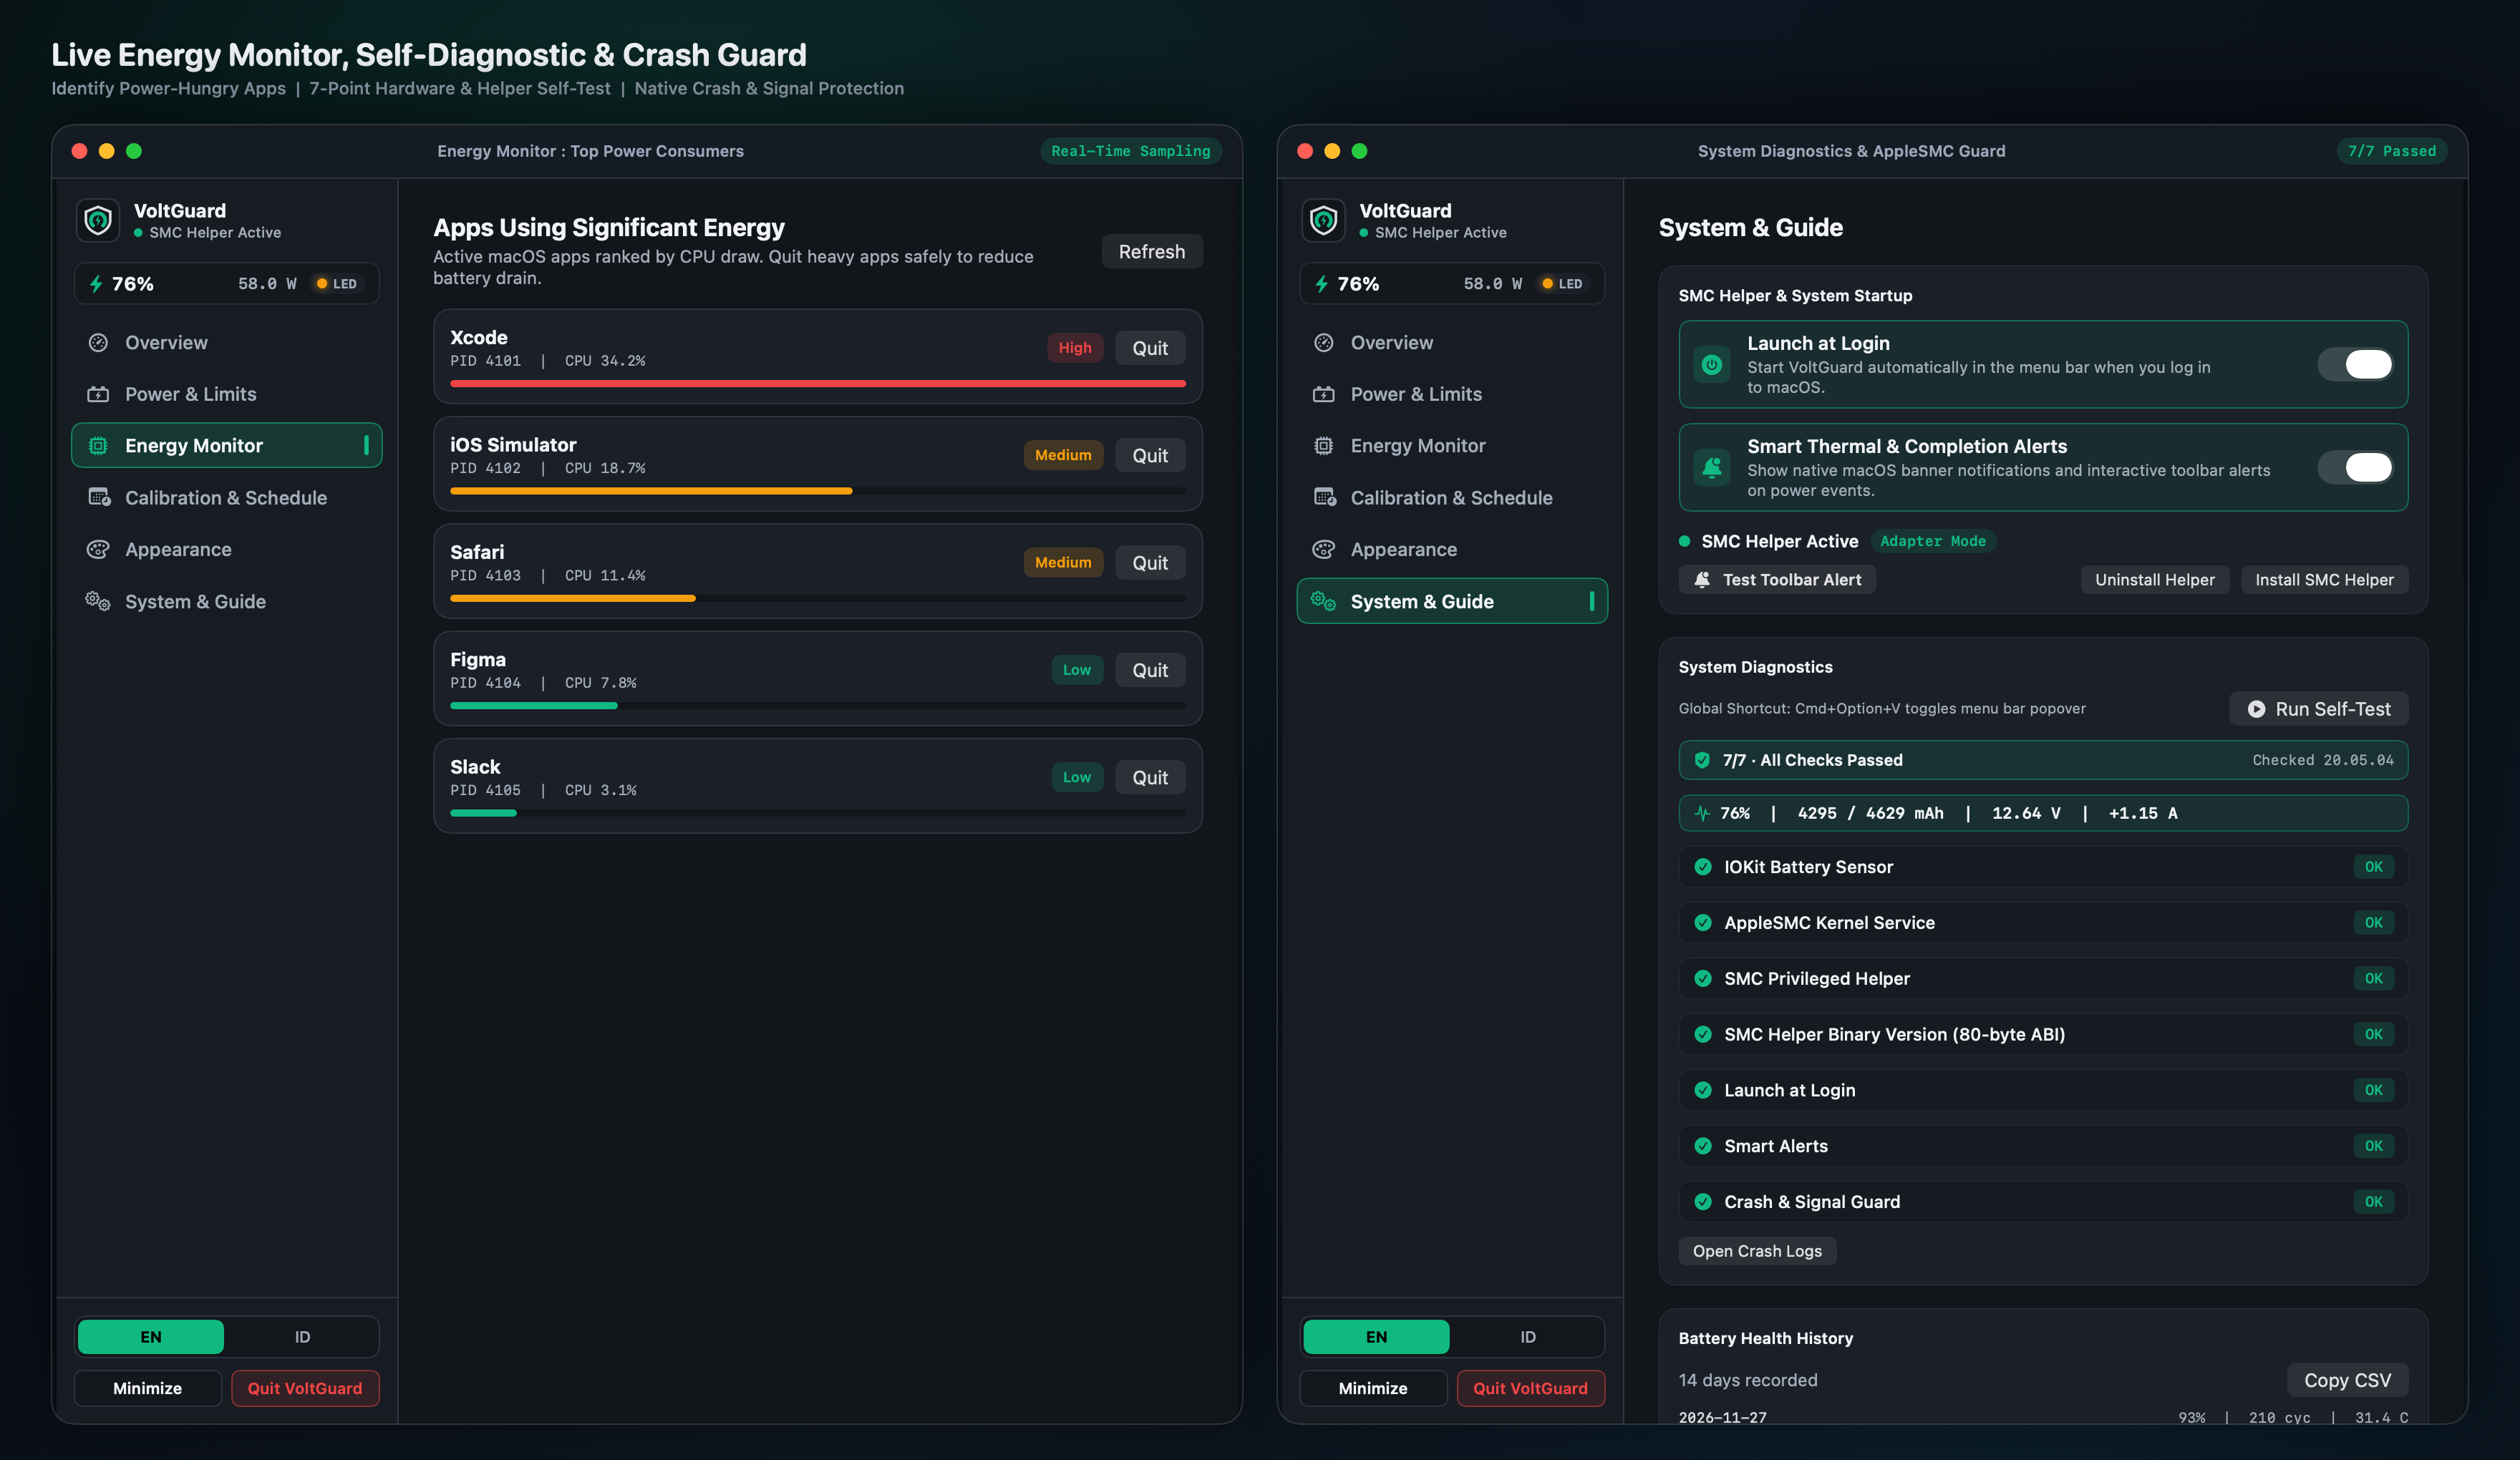 Live Energy Monitor, Self-Diagnostic & Crash Guard
Identify Power-Hungry Apps | 7-Point Hardware & Helper Self-Test | Native Crash & Signal Protection
Energy Monitor : Top Power Consumers
Real-Time Sampling
VoltGuard
SMC Helper Active
76% 58.0 W LED
Overview
Power & Limits
Energy Monitor
Calibration & Schedule
Appearance
System & Guide
EN ID
Minimize Quit VoltGuard
Apps Using Significant Energy
Active macOS apps ranked by CPU draw. Quit heavy apps safely to reduce
battery drain.
Refresh
Xcode
PID 4101 | CPU 34.2%
High Quit
iOS Simulator
PID 4102 | CPU 18.7%
Medium Quit
Safari
PID 4103 | CPU 11.4%
Medium Quit
Figma
PID 4104 | CPU 7.8%
Low Quit
Slack
PID 4105 | CPU 3.1%
Low Quit
System Diagnostics & AppleSMC Guard
7/7 Passed
VoltGuard
SMC Helper Active
76% 58.0 W LED
Overview
Power & Limits
Energy Monitor
Calibration & Schedule
Appearance
System & Guide
EN ID
Minimize Quit VoltGuard
System & Guide
SMC Helper & System Startup
Launch at Login
Start VoltGuard automatically in the menu bar when you log in
to macOS.
Smart Thermal & Completion Alerts
Show native macOS banner notifications and interactive toolbar alerts
on power events.
SMC Helper Active Adapter Mode
Test Toolbar Alert Uninstall Helper Install SMC Helper
System Diagnostics
Global Shortcut: Cmd+Option+V toggles menu bar popover
Run Self-Test
7/7 · All Checks Passed Checked 20.05.04
76% | 4295 / 4629 mAh | 12.64 V | +1.15 A
IOKit Battery Sensor OK
AppleSMC Kernel Service OK
SMC Privileged Helper OK
SMC Helper Binary Version (80-byte ABI) OK
Launch at Login OK
Smart Alerts OK
Crash & Signal Guard OK
Open Crash Logs
Battery Health History
14 days recorded
Copy CSV
2026-11-27 93% | 210 cyc | 31.4 C